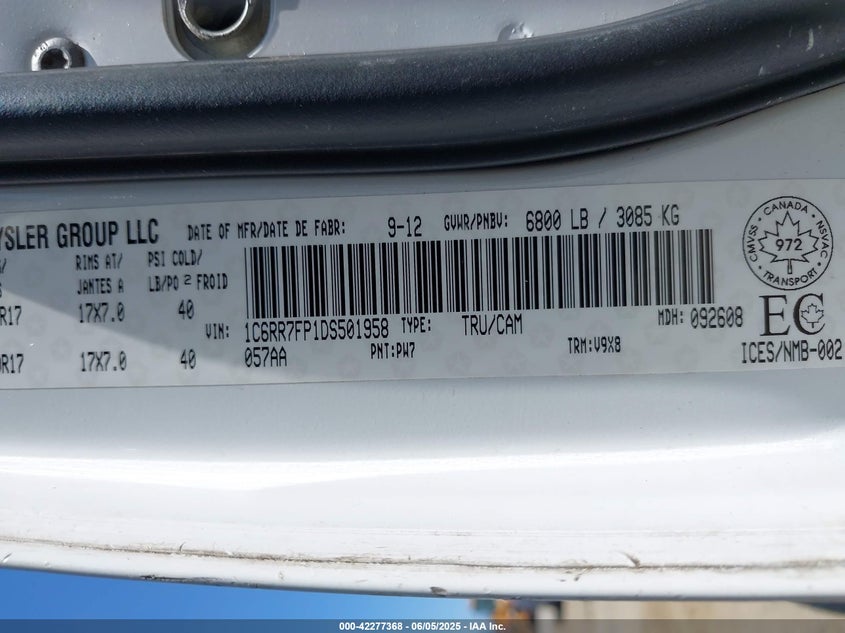 YSLER GROUP LLC DATE OF MFR/DATE DE FABR: 9-12 GVWR/PNBV: 6800 LB / 3085 KG
RIMS AT/ PSI COLD/
JANTES A LB/PO² FROID
R17 17X7.0 40
VIN: 1C6RR7FP1DS501958 TYPE: TRU/CAM MDH: 092608
R17 17X7.0 40 057AA PNT:PW7 TRM:V9X8
CMVSS CANADA NSVAC
972
TRANSPORT
EC
ICES/NMB-002
000-42277368 - 06/05/2025 - IAA Inc.